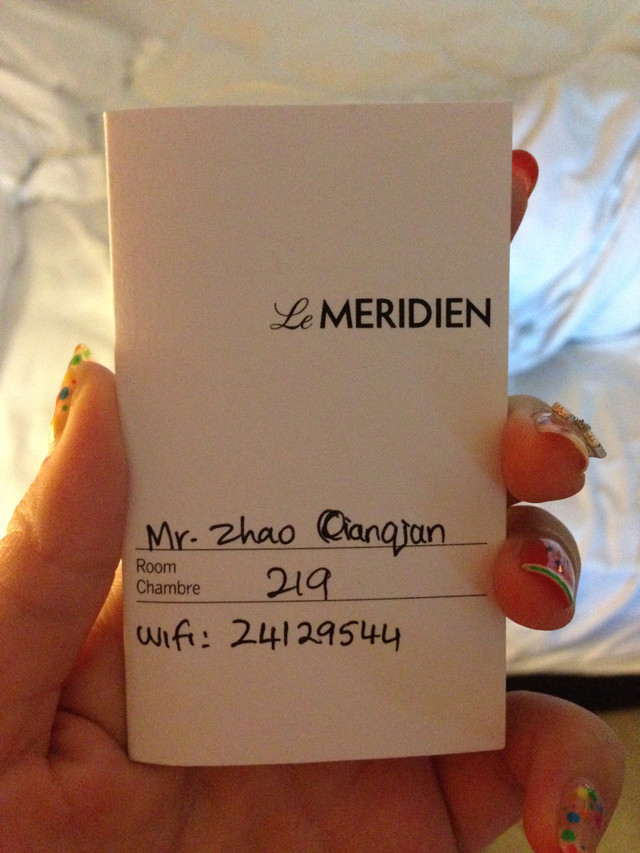 Le MERIDIEN
Mr. Zhao Qianqian
Room
Chambre
219
Wifi: 24129544